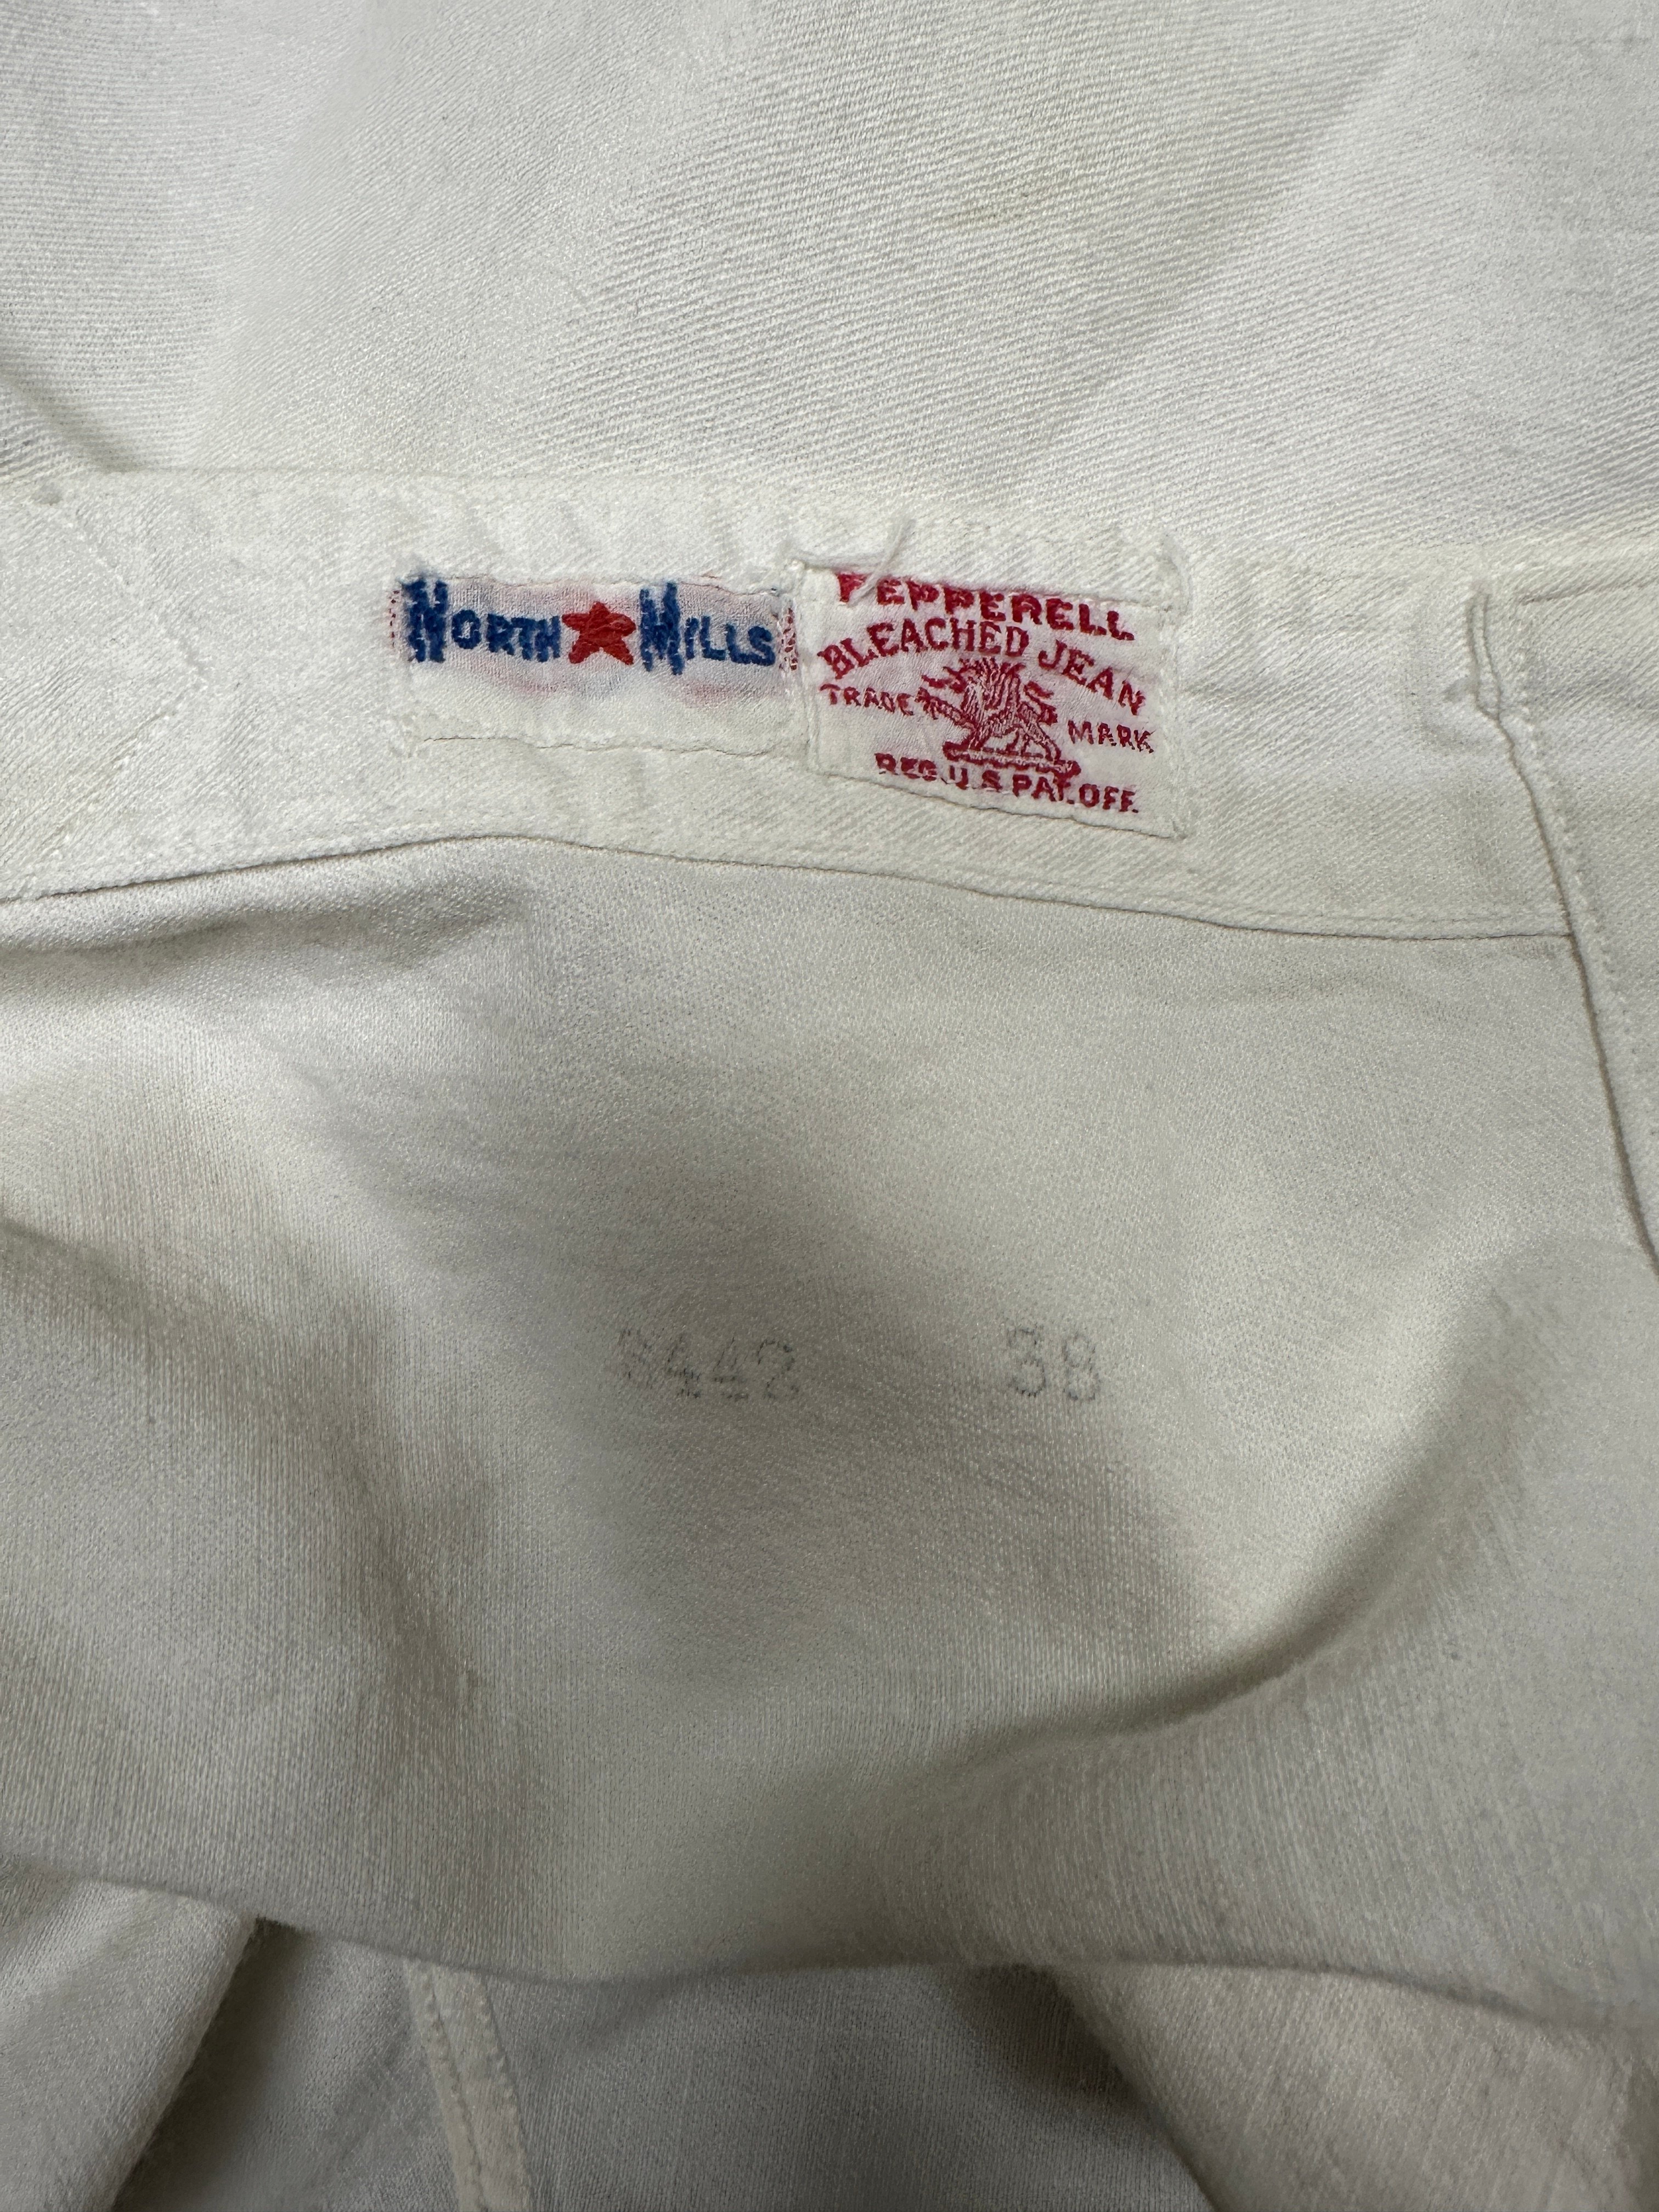 NORTH MILLS
PEPPERELL
BLEACHED JEAN
TRADE MARK
REG. U.S. PAT. OFF.
38